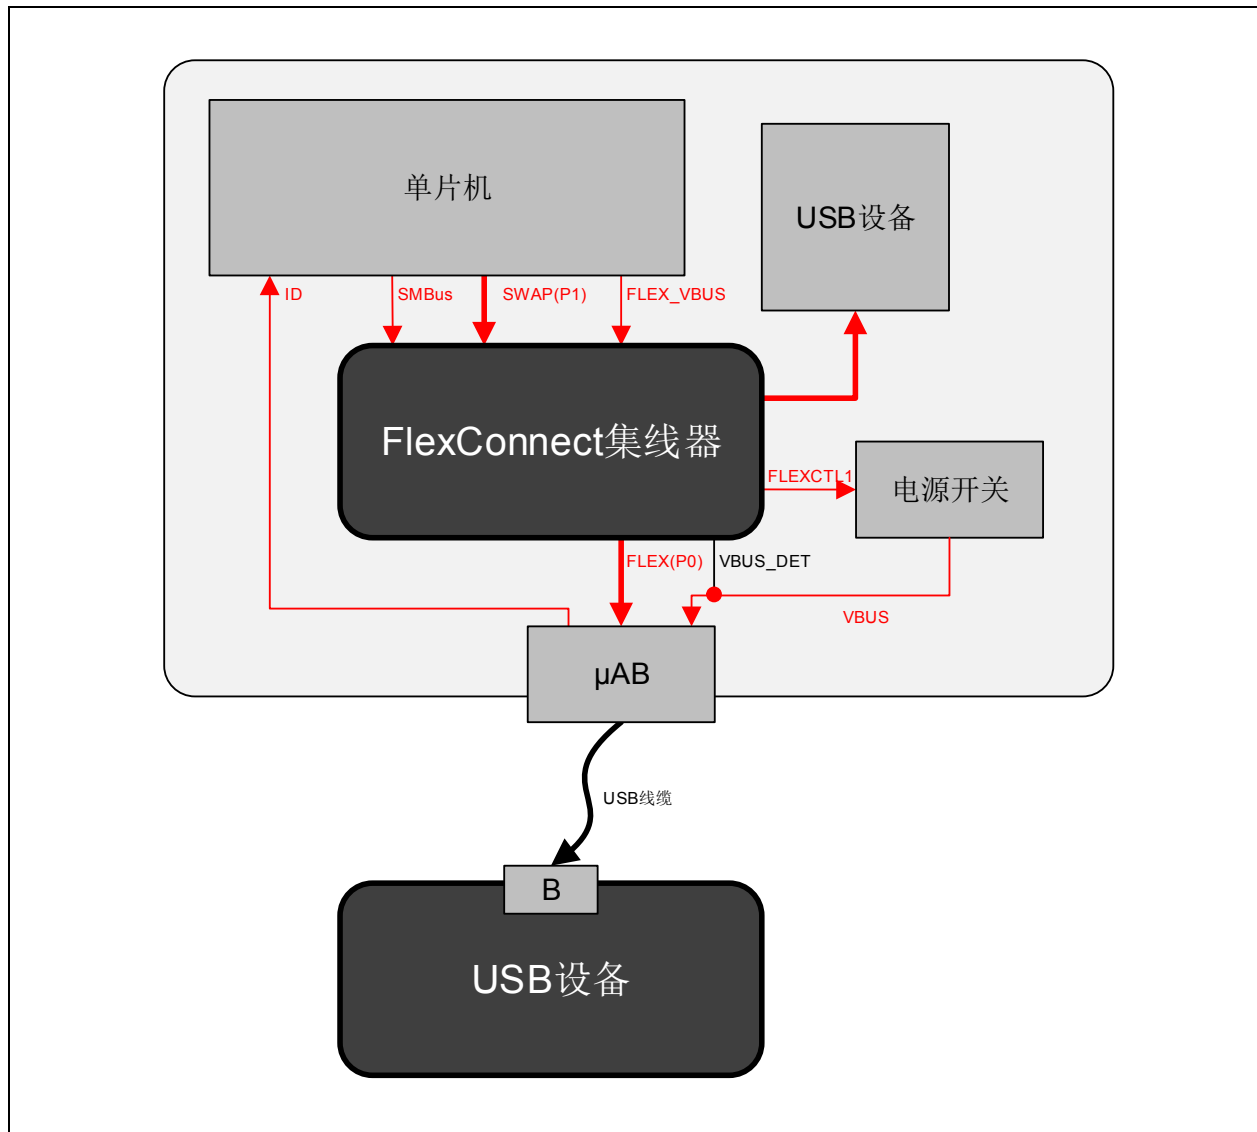 单片机
USB设备
ID
SMBus
SWAP(P1)
FLEX_VBUS
FlexConnect集线器
FLEXCTL1
电源开关
FLEX(P0)
VBUS_DET
VBUS
µAB
USB线缆
B
USB设备